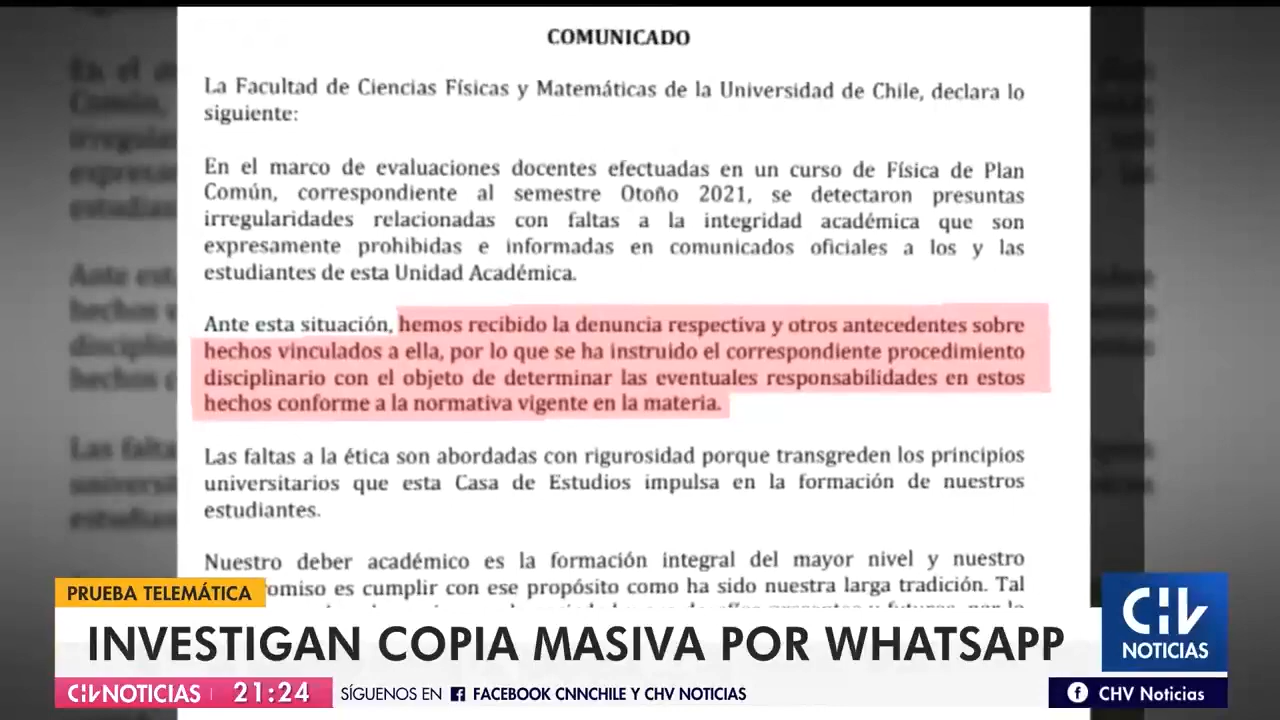 COMUNICADO
La Facultad de Ciencias Físicas y Matemáticas de la Universidad de Chile, declara lo
siguiente:
En el marco de evaluaciones docentes efectuadas en un curso de Física de Plan
Común, correspondiente al semestre Otoño 2021, se detectaron presuntas
irregularidades relacionadas con faltas a la integridad académica que son
expresamente prohibidas e informadas en comunicados oficiales a los y las
estudiantes de esta Unidad Académica.
Ante esta situación, hemos recibido la denuncia respectiva y otros antecedentes sobre
hechos vinculados a ella, por lo que se ha instruido el correspondiente procedimiento
disciplinario con el objeto de determinar las eventuales responsabilidades en estos
hechos conforme a la normativa vigente en la materia.
Las faltas a la ética son abordadas con rigurosidad porque transgreden los principios
universitarios que esta Casa de Estudios impulsa en la formación de nuestros
estudiantes.
Nuestro deber académico es la formación integral del mayor nivel y nuestro
omiso es cumplir con ese propósito como ha sido nuestra larga tradición. Tal
PRUEBA TELEMÁTICA
INVESTIGAN COPIA MASIVA POR WHATSAPP
CHV NOTICIAS
CHV NOTICIAS 21:24 SÍGUENOS EN FACEBOOK CNNCHILE Y CHV NOTICIAS
CHV Noticias